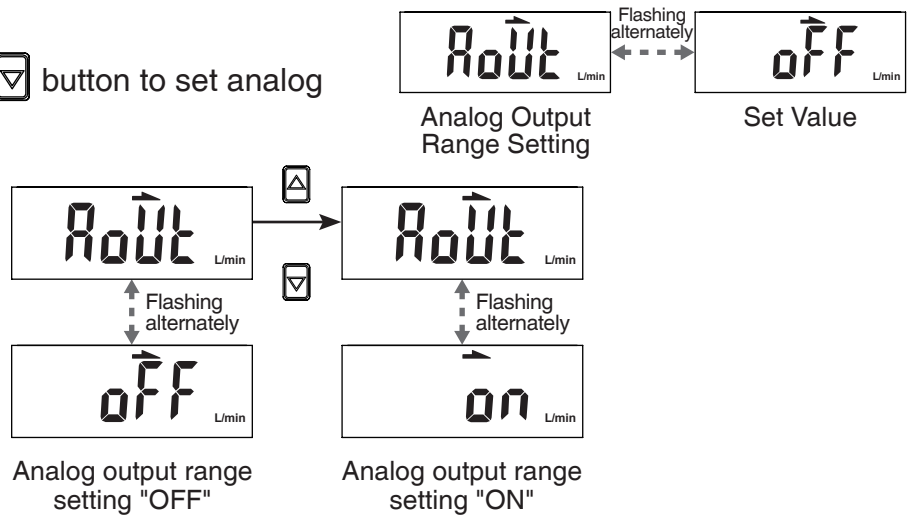 Flashing
alternately
AoUt L/min
oFF L/min
button to set analog
Analog Output
Range Setting
Set Value
AoUt L/min
AoUt L/min
Flashing
alternately
Flashing
alternately
oFF L/min
on L/min
Analog output range
setting "OFF"
Analog output range
setting "ON"